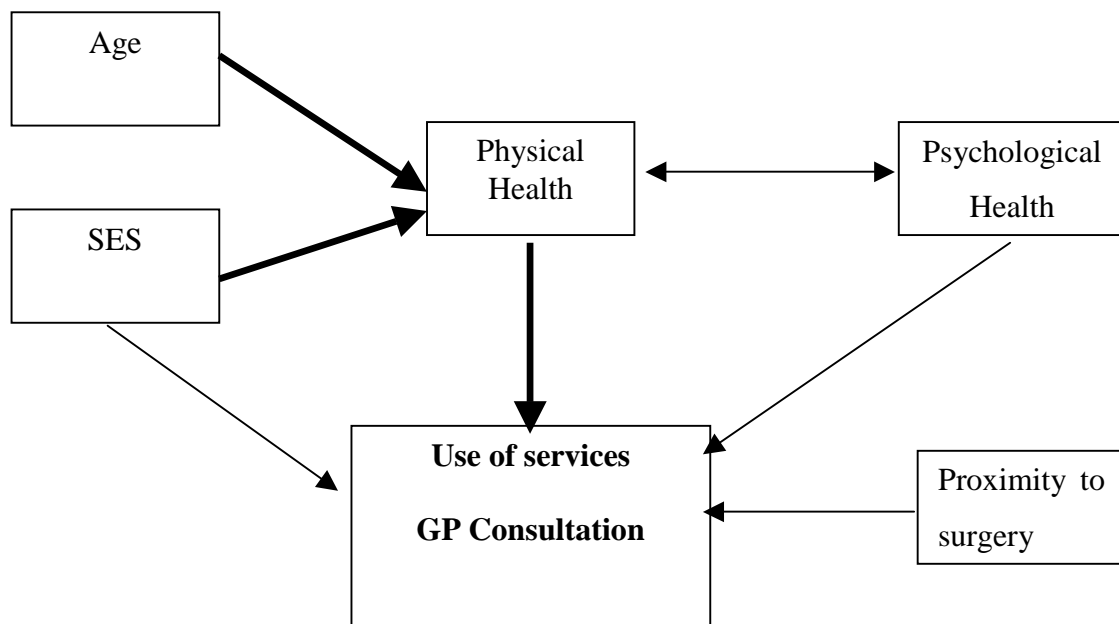 Age
Physical
Health
Psychological
Health
SES
Use of services
GP Consultation
Proximity to
surgery